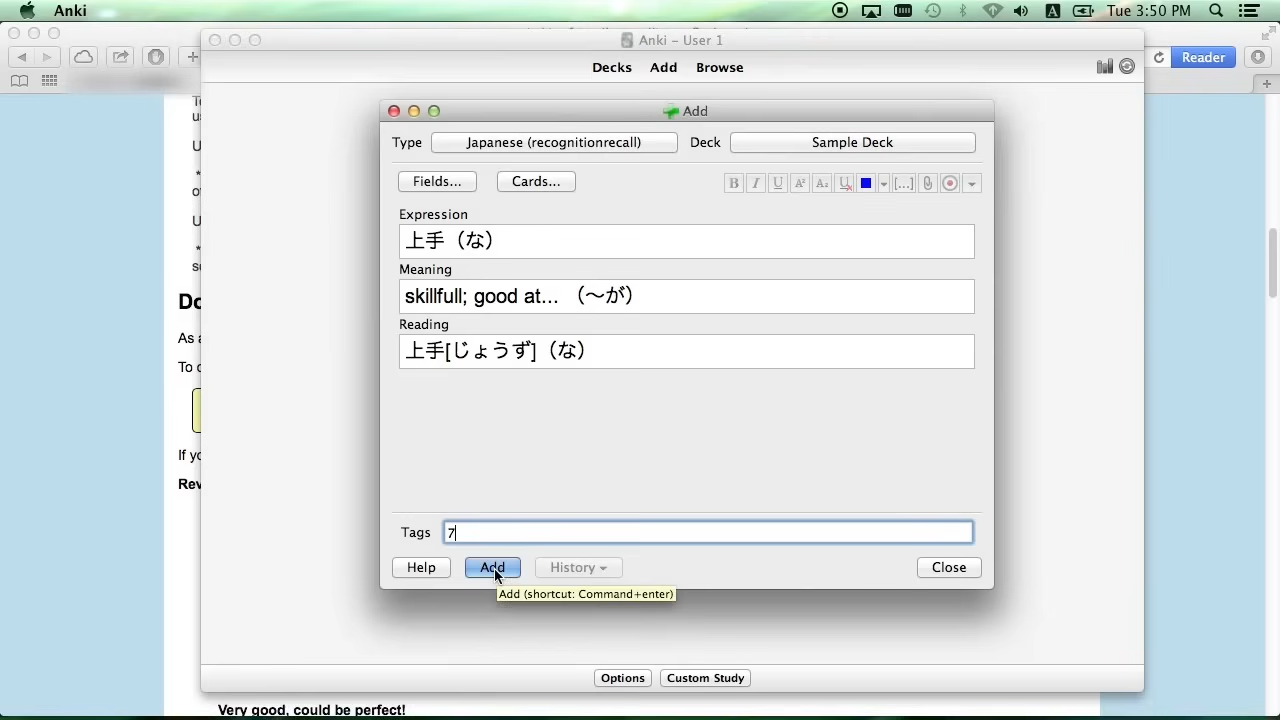 Anki
Tue 3:50 PM
Anki – User 1
Reader
Decks Add Browse
Add
Type Japanese (recognitionrecall) Deck Sample Deck
Fields... Cards...
Expression
上手（な）
Meaning
skillfull; good at... （〜が）
Reading
上手[じょうず]（な）
Tags 7
Help Add History Close
Add (shortcut: Command+enter)
Options Custom Study
Very good, could be perfect!